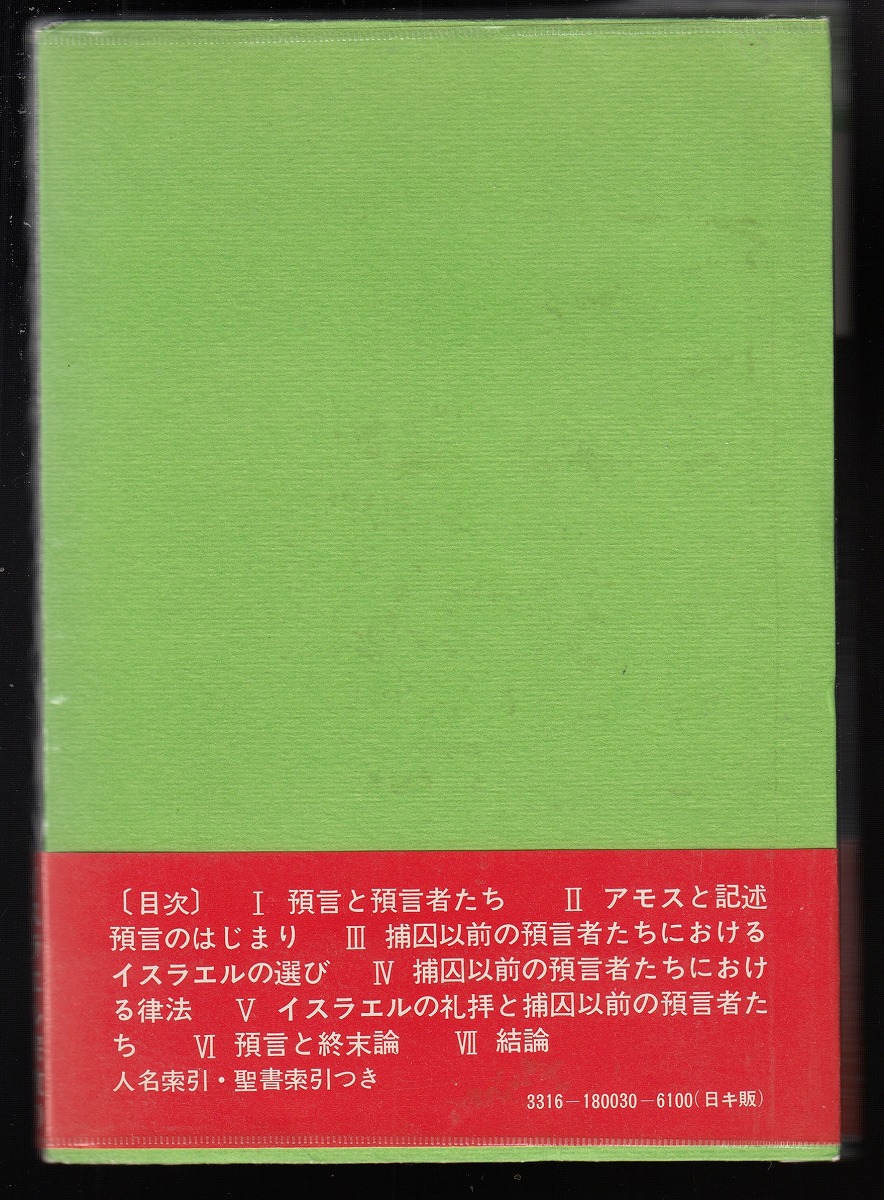 〔目次〕　Ⅰ 預言と預言者たち　Ⅱ アモスと記述
預言のはじまり　Ⅲ 捕囚以前の預言者たちにおける
イスラエルの選び　Ⅳ 捕囚以前の預言者たちにおけ
る律法　Ⅴ イスラエルの礼拝と捕囚以前の預言者た
ち　Ⅵ 預言と終末論　Ⅶ 結論
人名索引・聖書索引つき
3316-180030-6100(日キ販)